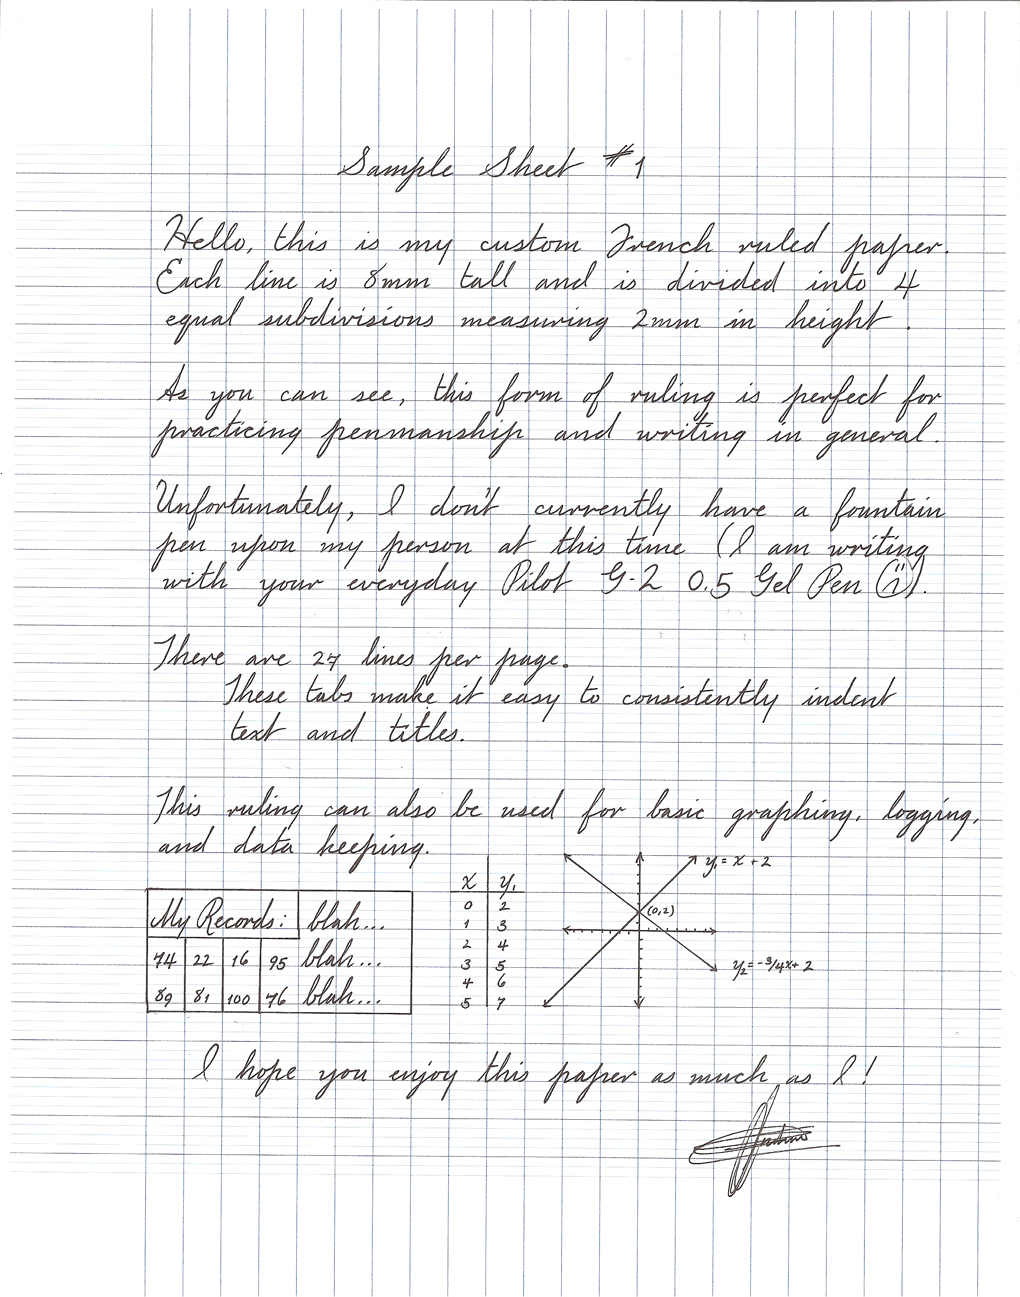 Sample Sheet #1
Hello, this is my custom French ruled paper.
Each line is 8mm tall and is divided into 4
equal subdivisions measuring 2mm in height.
As you can see, this form of ruling is perfect for
practicing penmanship and writing in general.
Unfortunately, I don't currently have a fountain
pen upon my person at this time (I am writing
with your everyday Pilot G-2 0.5 Gel Pen ).
There are 27 lines per page.
These tabs make it easy to consistently indent
text and titles.
This ruling can also be used for basic graphing, logging,
and data keeping.
My Records: blah...
74 22 16 95 blah...
89 81 100 76 blah...
x y₁
0 2
1 3
2 4
3 5
4 6
5 7
y₁ = x + 2
(0,2)
y₂ = -3/4x + 2
I hope you enjoy this paper as much as I!